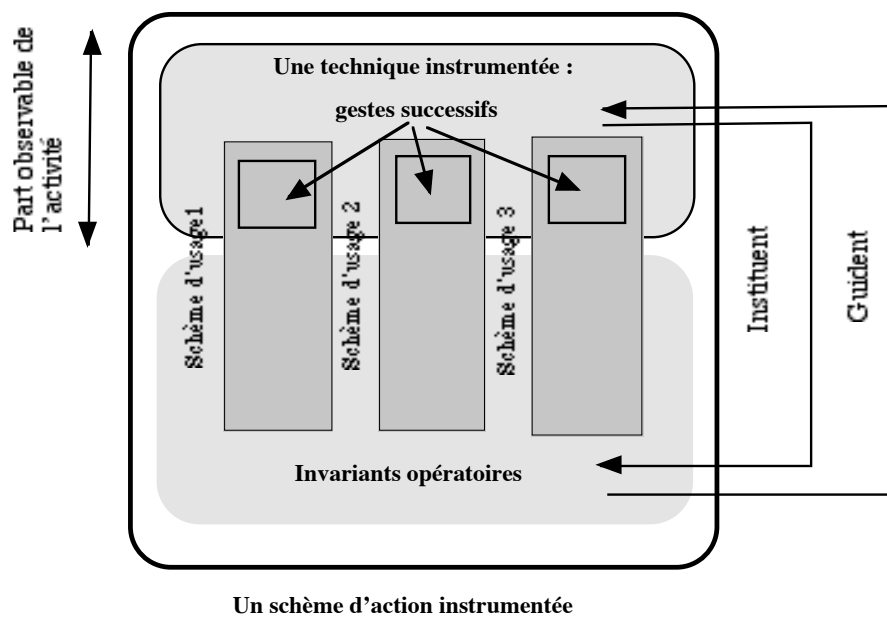 Part observable de
l'activité
Une technique instrumentée :
gestes successifs
Schème d'usage1
Schème d'usage 2
Schème d'usage 3
Instituent
Guident
Invariants opératoires
Un schème d’action instrumentée